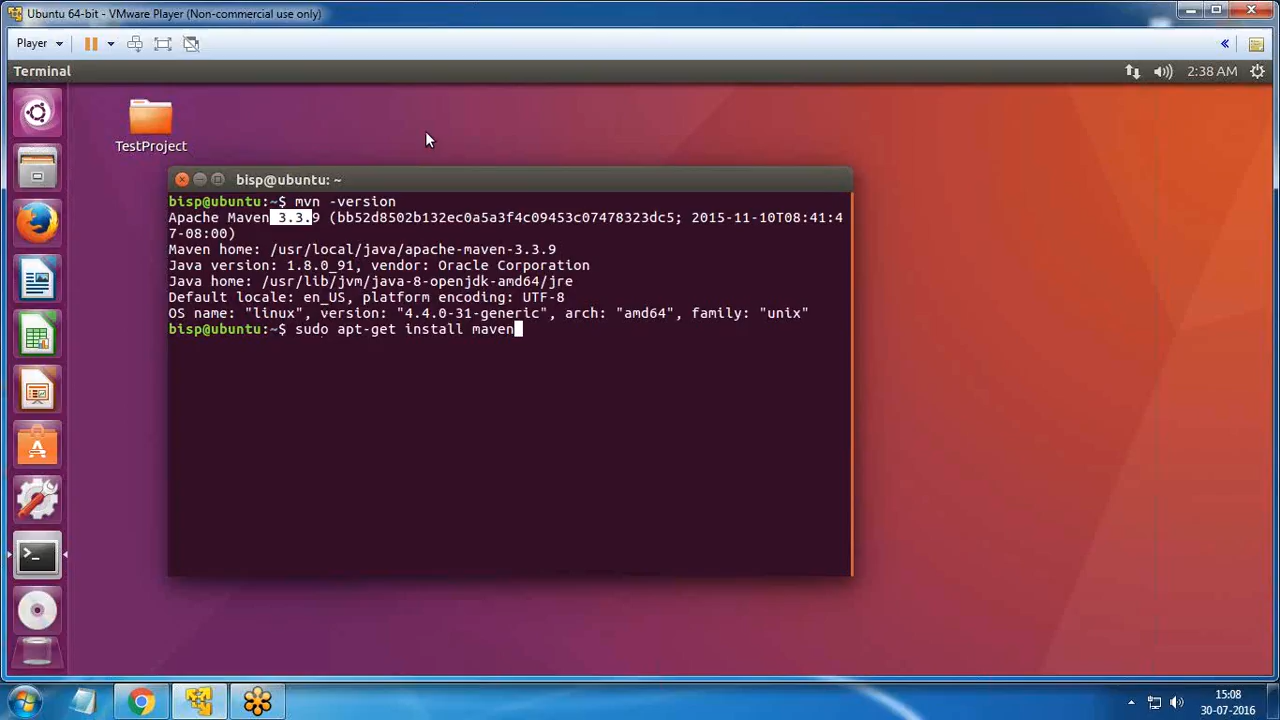 Ubuntu 64-bit - VMware Player (Non-commercial use only)
Player
Terminal
2:38 AM
TestProject
bisp@ubuntu: ~
bisp@ubuntu:~$ mvn -version
Apache Maven 3.3.9 (bb52d8502b132ec0a5a3f4c09453c07478323dc5; 2015-11-10T08:41:4
7-08:00)
Maven home: /usr/local/java/apache-maven-3.3.9
Java version: 1.8.0_91, vendor: Oracle Corporation
Java home: /usr/lib/jvm/java-8-openjdk-amd64/jre
Default locale: en_US, platform encoding: UTF-8
OS name: "linux", version: "4.4.0-31-generic", arch: "amd64", family: "unix"
bisp@ubuntu:~$ sudo apt-get install maven
15:08
30-07-2016